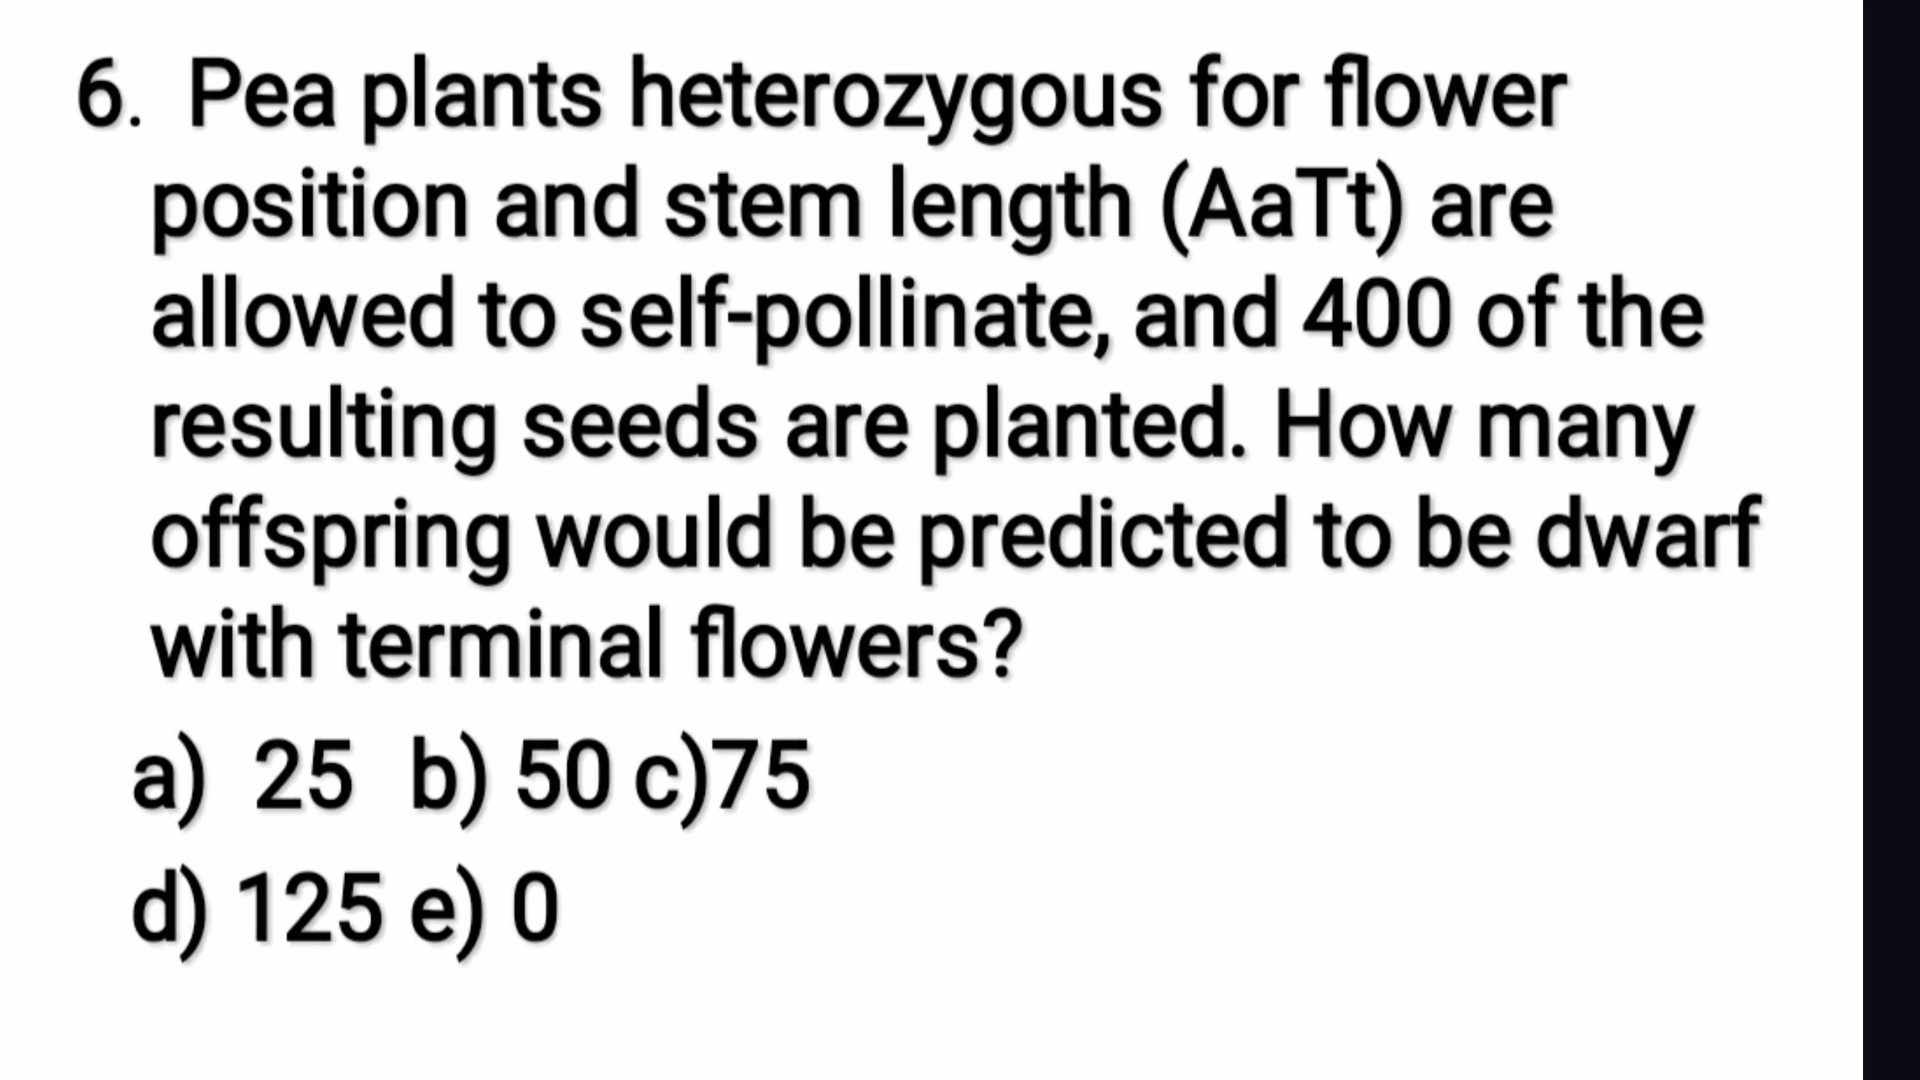 6. Pea plants heterozygous for flower
position and stem length (AaTt) are
allowed to self-pollinate, and 400 of the
resulting seeds are planted. How many
offspring would be predicted to be dwarf
with terminal flowers?
a) 25 b) 50 c)75
d) 125 e) 0